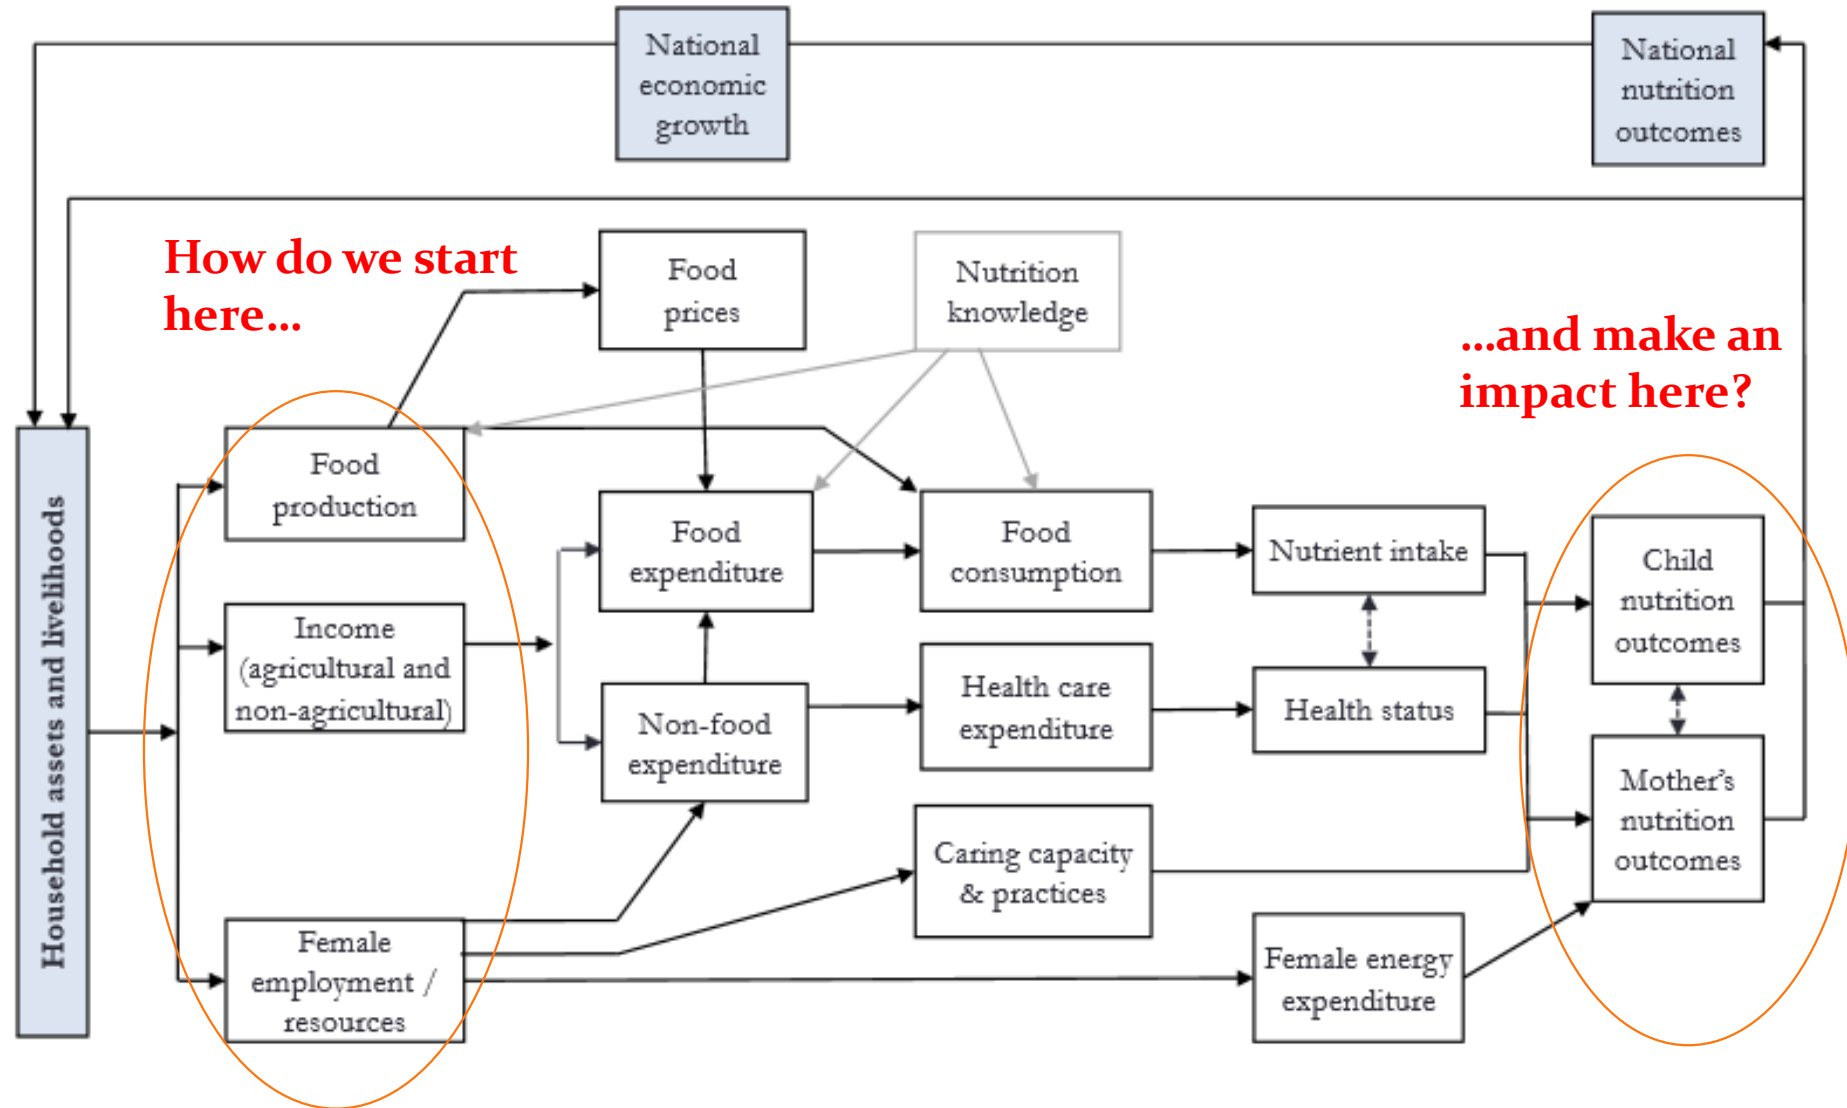 National
economic
growth
National
nutrition
outcomes
How do we start
here...
Food
prices
Nutrition
knowledge
...and make an
impact here?
Household assets and livelihoods
Food
production
Food
expenditure
Food
consumption
Nutrient intake
Child
nutrition
outcomes
Income
(agricultural and
non-agricultural)
Non-food
expenditure
Health care
expenditure
Health status
Mother's
nutrition
outcomes
Caring capacity
& practices
Female
employment /
resources
Female energy
expenditure